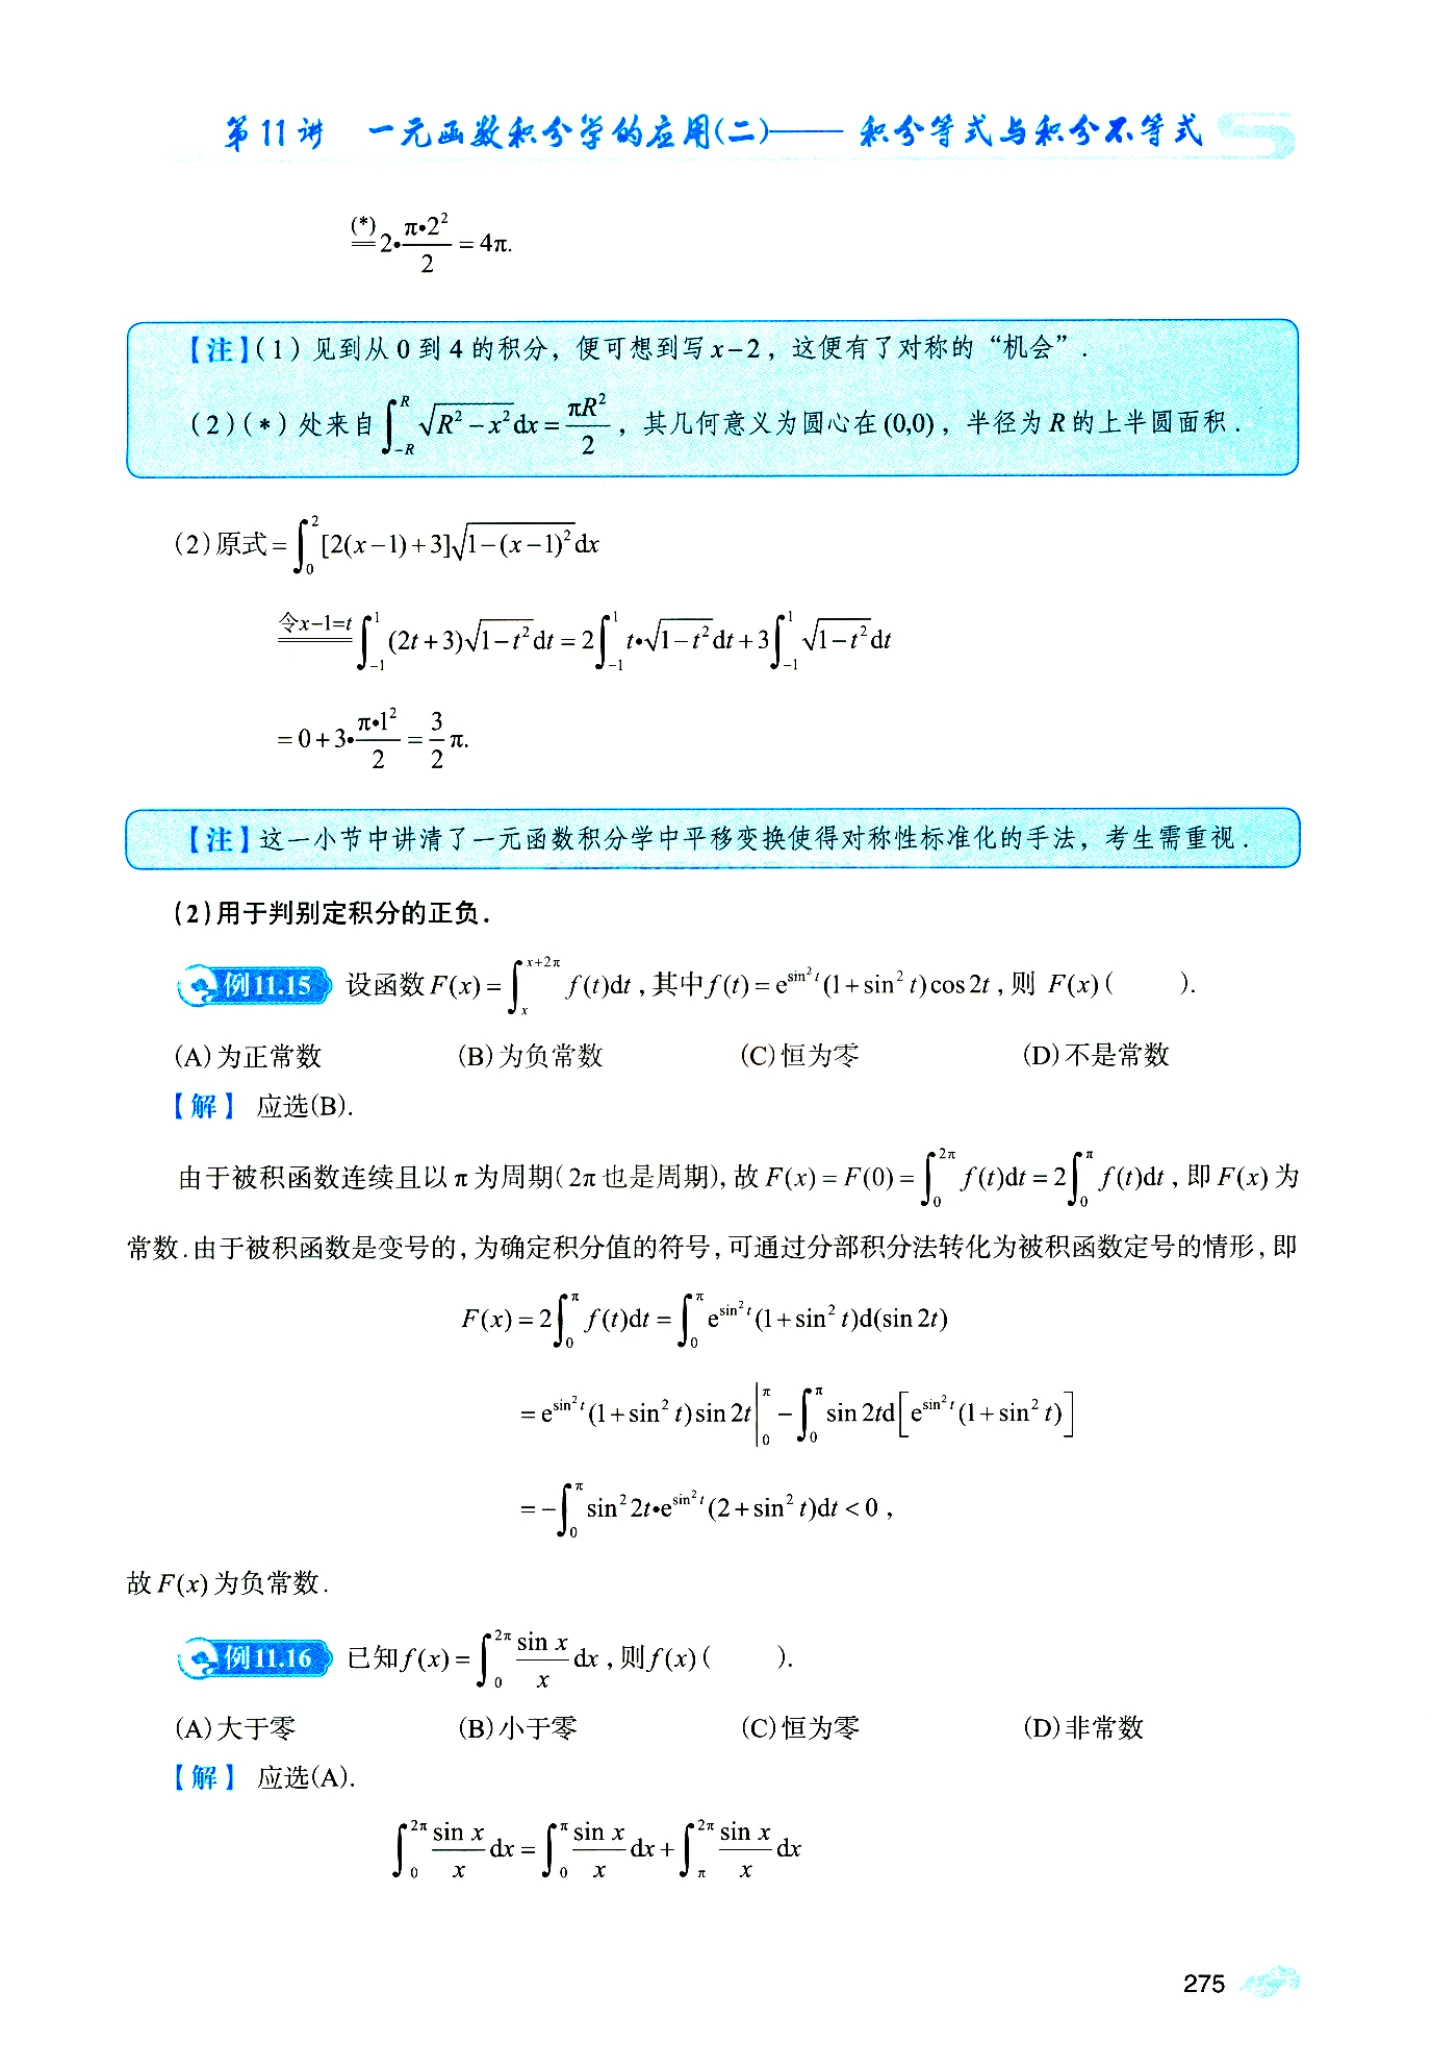 第11讲 一元函数积分学的应用(二)—— 积分等式与积分不等式
$\overset{(*)}{=}2\cdot\frac{\pi\cdot 2^2}{2}=4\pi.$
【注】(1)见到从0到4的积分，便可想到写x−2，这便有了对称的“机会”.
(2)(*)处来自$\int_{-R}^{R}\sqrt{R^2-x^2}dx=\frac{\pi R^2}{2}$，其几何意义为圆心在(0,0)，半径为R的上半圆面积.
(2)原式$=\int_0^2[2(x-1)+3]\sqrt{1-(x-1)^2}dx$
$\overset{令x-1=t}{=}\int_{-1}^{1}(2t+3)\sqrt{1-t^2}dt=2\int_{-1}^{1}t\cdot\sqrt{1-t^2}dt+3\int_{-1}^{1}\sqrt{1-t^2}dt$
$=0+3\cdot\frac{\pi\cdot 1^2}{2}=\frac{3}{2}\pi.$
【注】这一小节中讲清了一元函数积分学中平移变换使得对称性标准化的手法，考生需重视.
(2)用于判别定积分的正负.
例11.15 设函数$F(x)=\int_x^{x+2\pi}f(t)dt$，其中$f(t)=e^{\sin^2 t}(1+\sin^2 t)\cos 2t$，则 F(x)( ).
(A)为正常数 (B)为负常数 (C)恒为零 (D)不是常数
【解】 应选(B).
由于被积函数连续且以π为周期(2π也是周期)，故$F(x)=F(0)=\int_0^{2\pi}f(t)dt=2\int_0^{\pi}f(t)dt$，即F(x)为
常数.由于被积函数是变号的，为确定积分值的符号，可通过分部积分法转化为被积函数定号的情形，即
$F(x)=2\int_0^{\pi}f(t)dt=\int_0^{\pi}e^{\sin^2 t}(1+\sin^2 t)d(\sin 2t)$
$=e^{\sin^2 t}(1+\sin^2 t)\sin 2t\Big|_0^{\pi}-\int_0^{\pi}\sin 2td\left[e^{\sin^2 t}(1+\sin^2 t)\right]$
$=-\int_0^{\pi}\sin^2 2t\cdot e^{\sin^2 t}(2+\sin^2 t)dt<0，$
故F(x)为负常数.
例11.16 已知$f(x)=\int_0^{2\pi}\frac{\sin x}{x}dx$，则f(x)( ).
(A)大于零 (B)小于零 (C)恒为零 (D)非常数
【解】 应选(A).
$\int_0^{2\pi}\frac{\sin x}{x}dx=\int_0^{\pi}\frac{\sin x}{x}dx+\int_{\pi}^{2\pi}\frac{\sin x}{x}dx$
275